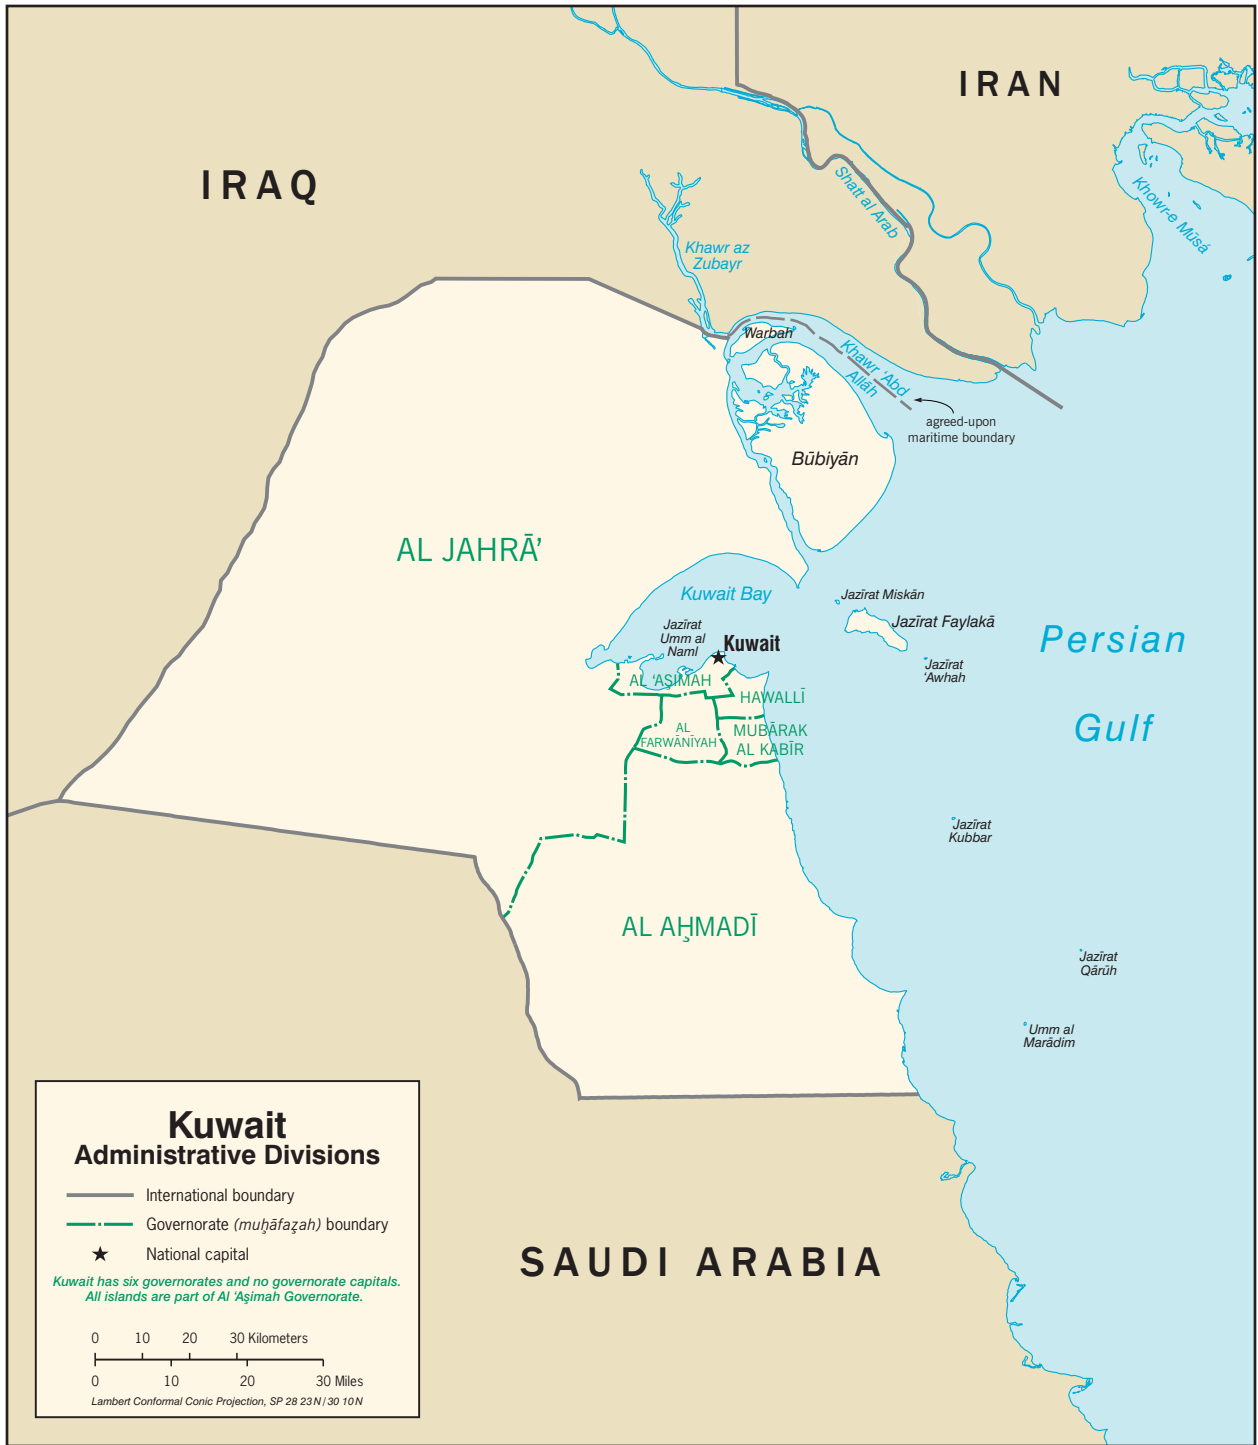 IRAN
IRAQ
Shatt al Arab
Khowr-e Mūsá
Khawr az
Zubayr
Warbah
Khawr ‘Abd
Allāh
agreed-upon
maritime boundary
Būbiyān
AL JAHRĀ’
Kuwait Bay
Jazīrat Miskān
Jazīrat Faylakā
Jazīrat
Umm al
Naml
Kuwait
Persian
Gulf
Jazīrat
‘Awhah
AL ‘AŞIMAH
HAWALLĪ
AL
FARWĀNĪYAH
MUBĀRAK
AL KABĪR
Jazīrat
Kubbar
AL AḨMADĪ
Jazīrat
Qārūh
Umm al
Marādim
SAUDI ARABIA
Kuwait
Administrative Divisions
International boundary
Governorate (muḩāfaz̧ah) boundary
National capital
Kuwait has six governorates and no governorate capitals.
All islands are part of Al ‘Aşimah Governorate.
0 10 20 30 Kilometers
0 10 20 30 Miles
Lambert Conformal Conic Projection, SP 28 23 N / 30 10 N